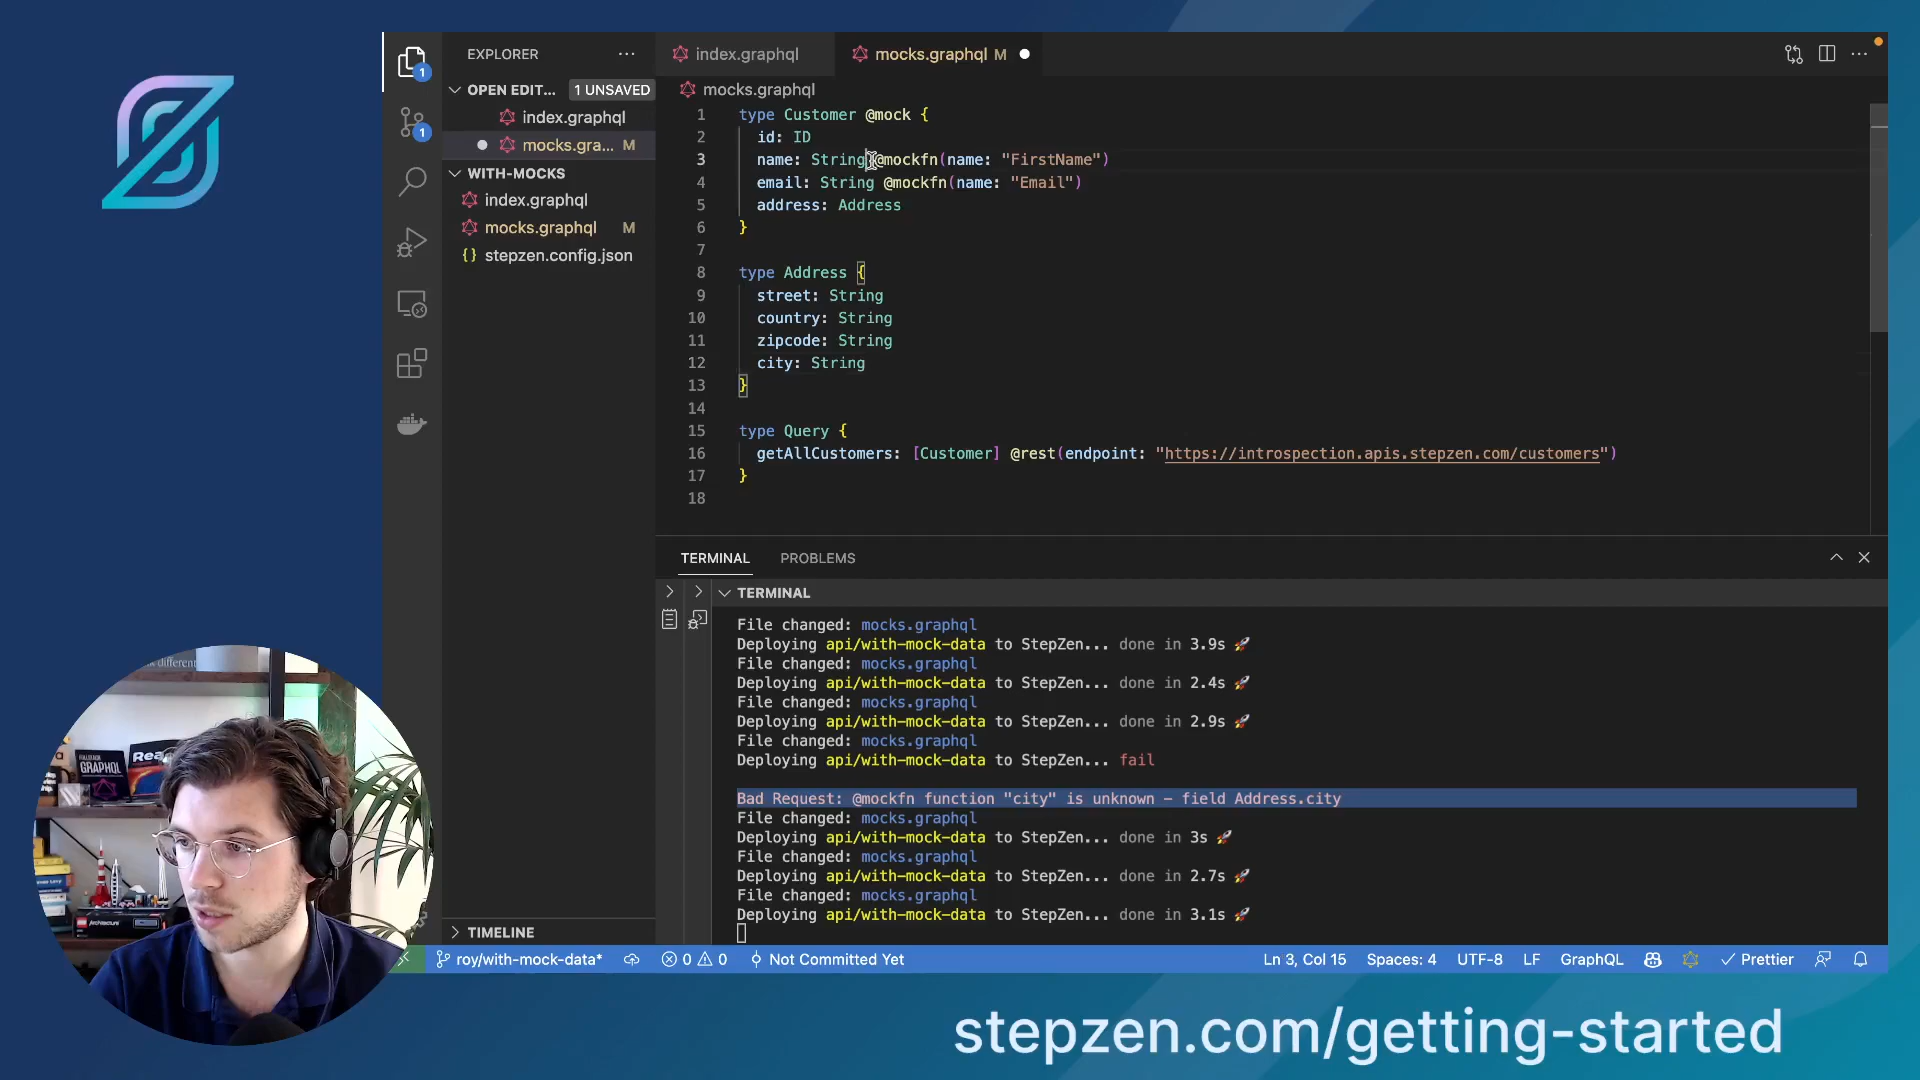 EXPLORER
index.graphql
mocks.graphql M
OPEN EDIT... 1 UNSAVED
mocks.graphql
index.graphql
mocks.gra... M
WITH-MOCKS
index.graphql
mocks.graphql M
{} stepzen.config.json
TIMELINE
1 type Customer @mock {
2 id: ID
3 name: String @mockfn(name: "FirstName")
4 email: String @mockfn(name: "Email")
5 address: Address
6 }
7
8 type Address {
9 street: String
10 country: String
11 zipcode: String
12 city: String
13 }
14
15 type Query {
16 getAllCustomers: [Customer] @rest(endpoint: "https://introspection.apis.stepzen.com/customers")
17 }
18
TERMINAL PROBLEMS
TERMINAL
File changed: mocks.graphql
Deploying api/with-mock-data to StepZen... done in 3.9s 🚀
File changed: mocks.graphql
Deploying api/with-mock-data to StepZen... done in 2.4s 🚀
File changed: mocks.graphql
Deploying api/with-mock-data to StepZen... done in 2.9s 🚀
File changed: mocks.graphql
Deploying api/with-mock-data to StepZen... fail
Bad Request: @mockfn function "city" is unknown – field Address.city
File changed: mocks.graphql
Deploying api/with-mock-data to StepZen... done in 3s 🚀
File changed: mocks.graphql
Deploying api/with-mock-data to StepZen... done in 2.7s 🚀
File changed: mocks.graphql
Deploying api/with-mock-data to StepZen... done in 3.1s 🚀
1
1
roy/with-mock-data* 0 0 Not Committed Yet Ln 3, Col 15 Spaces: 4 UTF-8 LF GraphQL Prettier
different
GRAPHQL
Rea
stepzen.com/getting-started